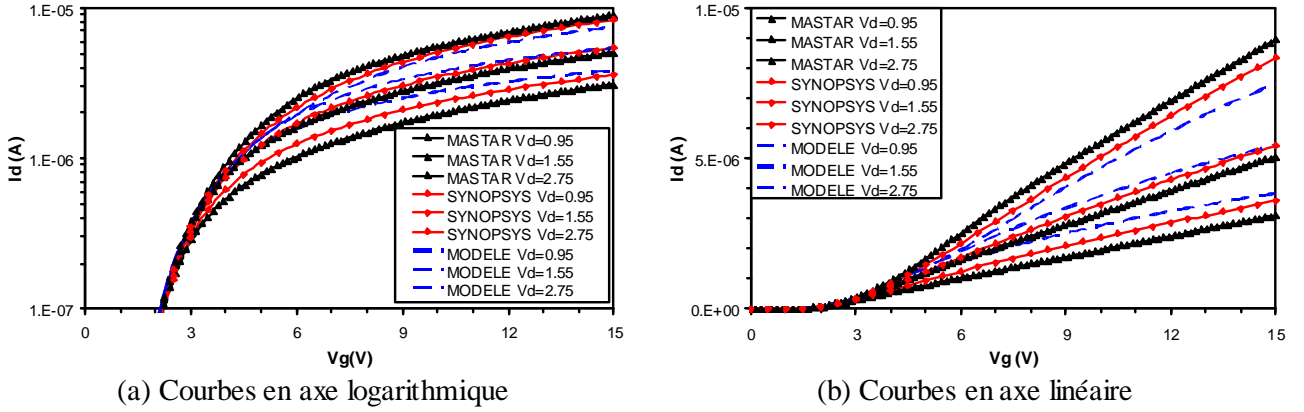 1.E-05
1.E-06
1.E-07
Id (A)
0 3 6 9 12 15
Vg(V)
MASTAR Vd=0.95
MASTAR Vd=1.55
MASTAR Vd=2.75
SYNOPSYS Vd=0.95
SYNOPSYS Vd=1.55
SYNOPSYS Vd=2.75
MODELE Vd=0.95
MODELE Vd=1.55
MODELE Vd=2.75
(a) Courbes en axe logarithmique
1.E-05
5.E-06
0.E+00
Id (A)
0 3 6 9 12 15
Vg (V)
MASTAR Vd=0.95
MASTAR Vd=1.55
MASTAR Vd=2.75
SYNOPSYS Vd=0.95
SYNOPSYS Vd=1.55
SYNOPSYS Vd=2.75
MODELE Vd=0.95
MODELE Vd=1.55
MODELE Vd=2.75
(b) Courbes en axe linéaire